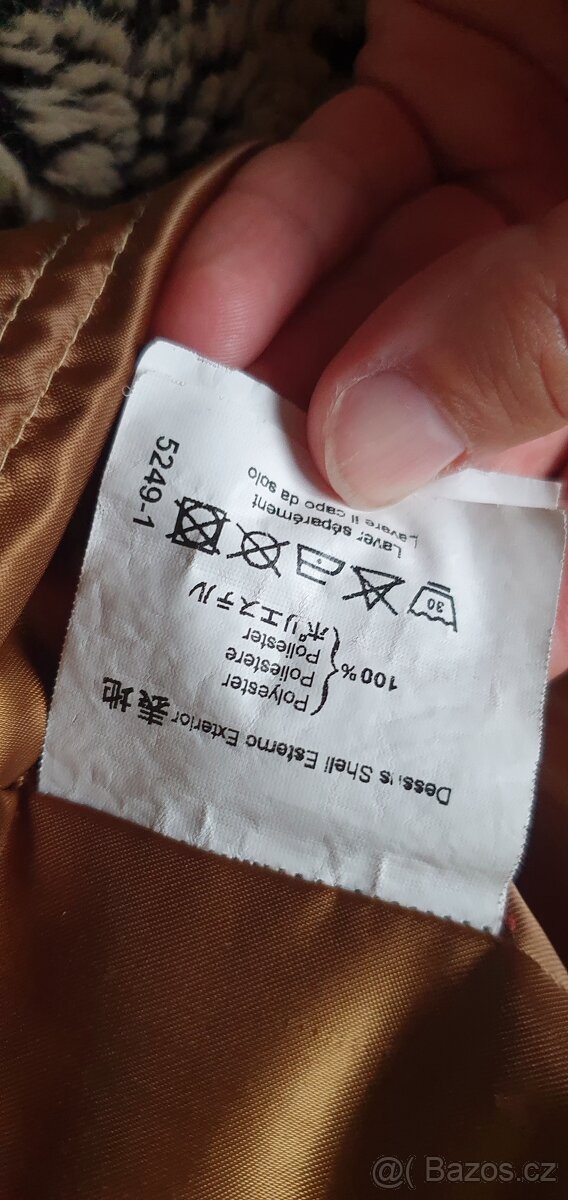 Dessus Shell Esterno Exterior 表地
100% { Polyester
Poliestere
Poliester
ポリエステル
30
Laver séparément
Lavare il capo da solo
5249-1
@( Bazos.cz